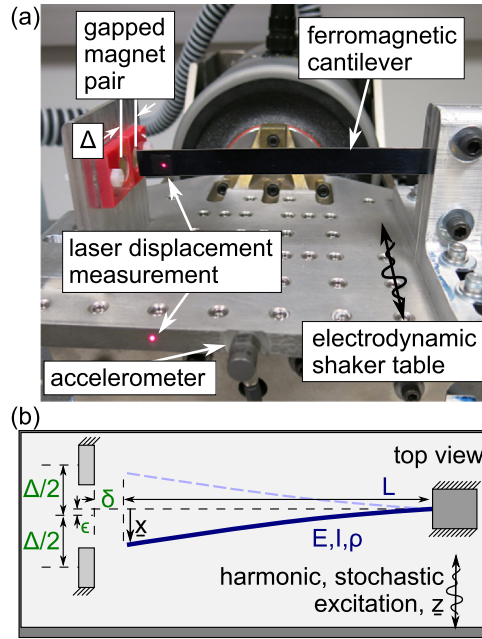 (a)
gapped
magnet
pair
Δ
ferromagnetic
cantilever
laser displacement
measurement
accelerometer
electrodynamic
shaker table
(b)
top view
Δ/2
δ
L
ϵ
x
Δ/2
E,I,ρ
harmonic, stochastic
excitation, z